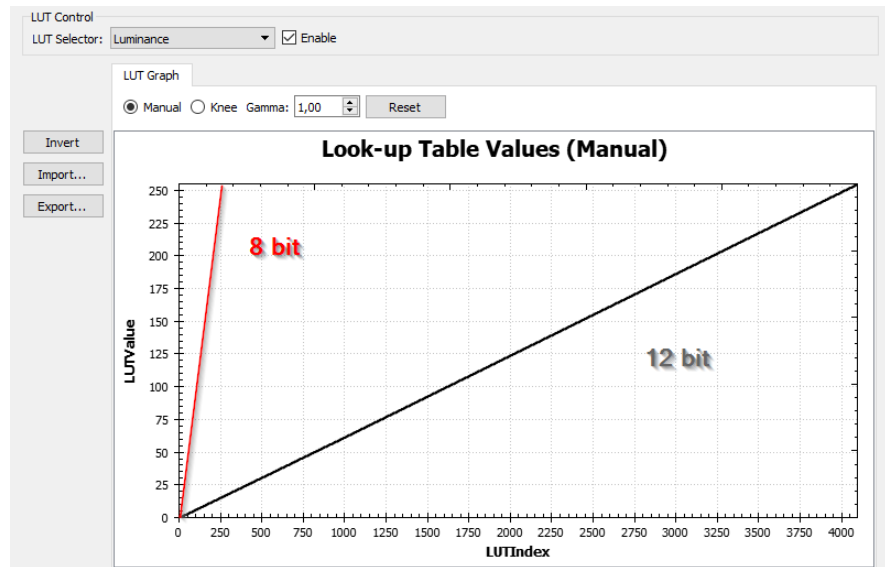 LUT Control
LUT Selector: Luminance Enable
LUT Graph
Manual Knee Gamma: 1,00 Reset
Invert
Import...
Export...
Look-up Table Values (Manual)
250
225
200
175
150
125
100
75
50
25
0
LUTValue
8 bit
12 bit
0 250 500 750 1000 1250 1500 1750 2000 2250 2500 2750 3000 3250 3500 3750 4000
LUTIndex